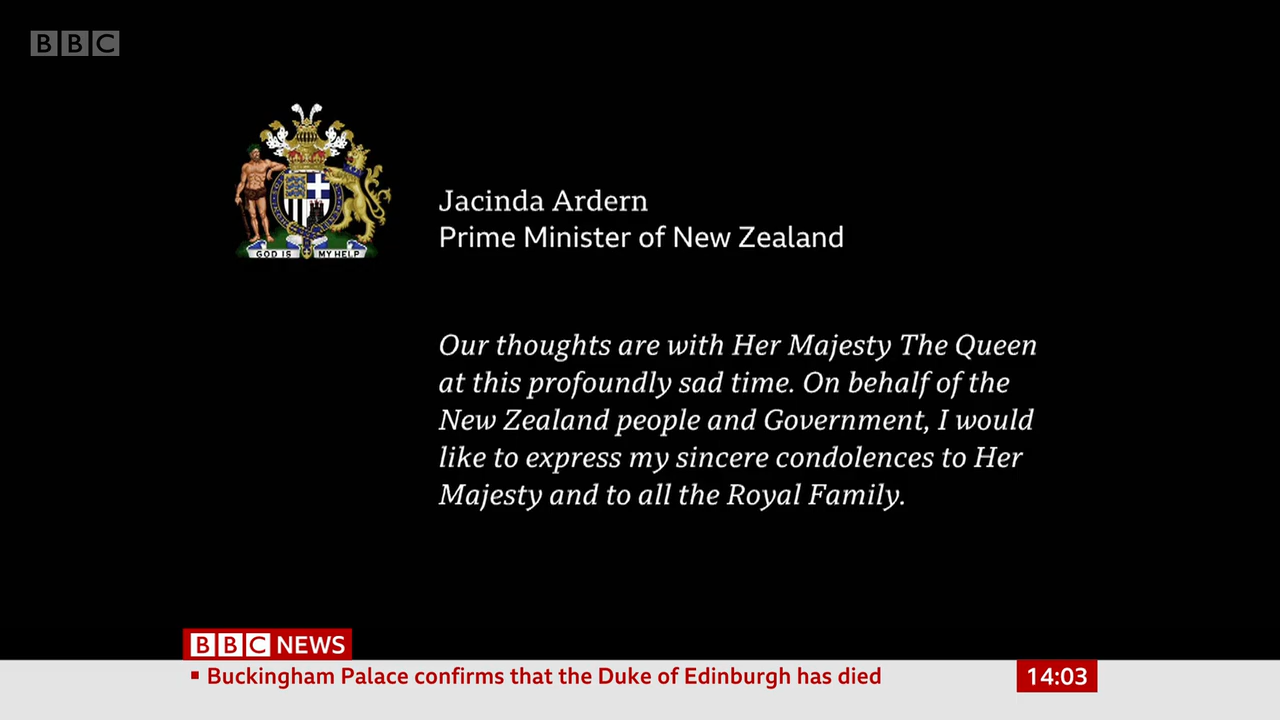 BBC
GOD IS MY HELP
Jacinda Ardern
Prime Minister of New Zealand
Our thoughts are with Her Majesty The Queen
at this profoundly sad time. On behalf of the
New Zealand people and Government, I would
like to express my sincere condolences to Her
Majesty and to all the Royal Family.
BBC NEWS
Buckingham Palace confirms that the Duke of Edinburgh has died
14:03